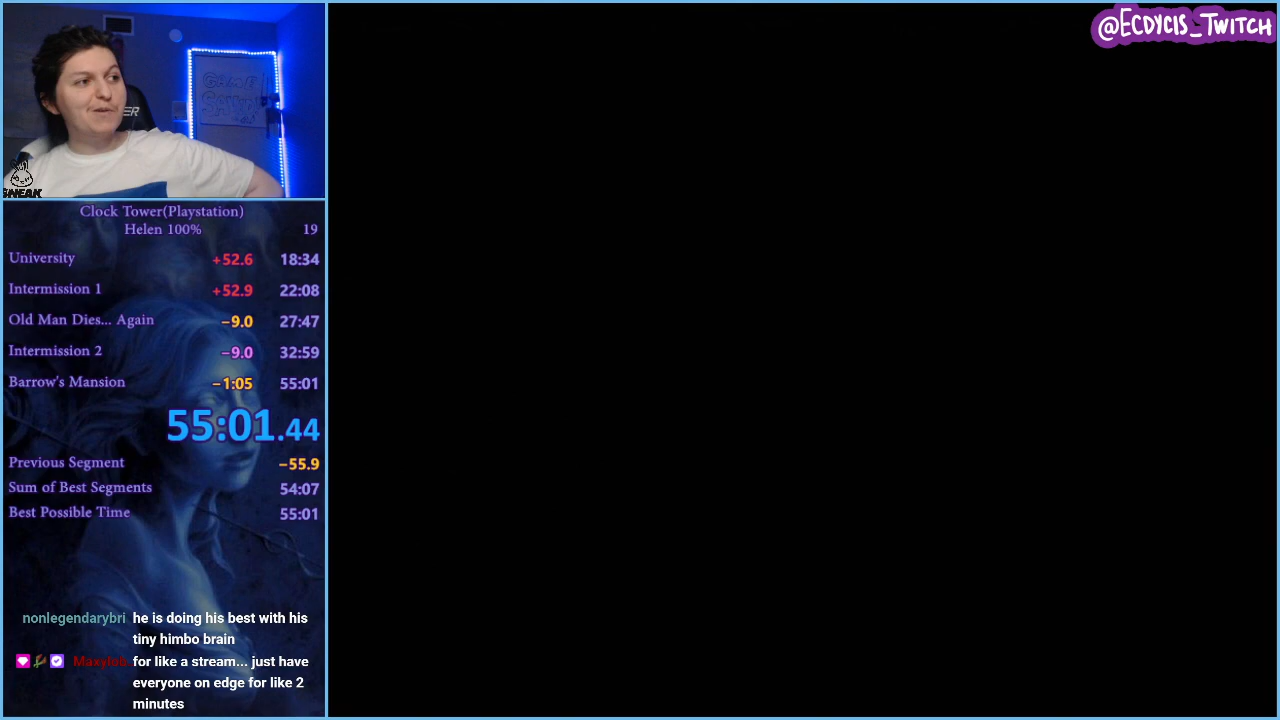 @Ecdycis_Twitch
ER
SNEAK
Clock Tower(Playstation)
Helen 100% 19
University +52.6 18:34
Intermission 1 +52.9 22:08
Old Man Dies... Again −9.0 27:47
Intermission 2 −9.0 32:59
Barrow's Mansion −1:05 55:01
55:01.44
Previous Segment −55.9
Sum of Best Segments 54:07
Best Possible Time 55:01
nonlegendarybri he is doing his best with his
tiny himbo brain
for like a stream... just have
everyone on edge for like 2
minutes